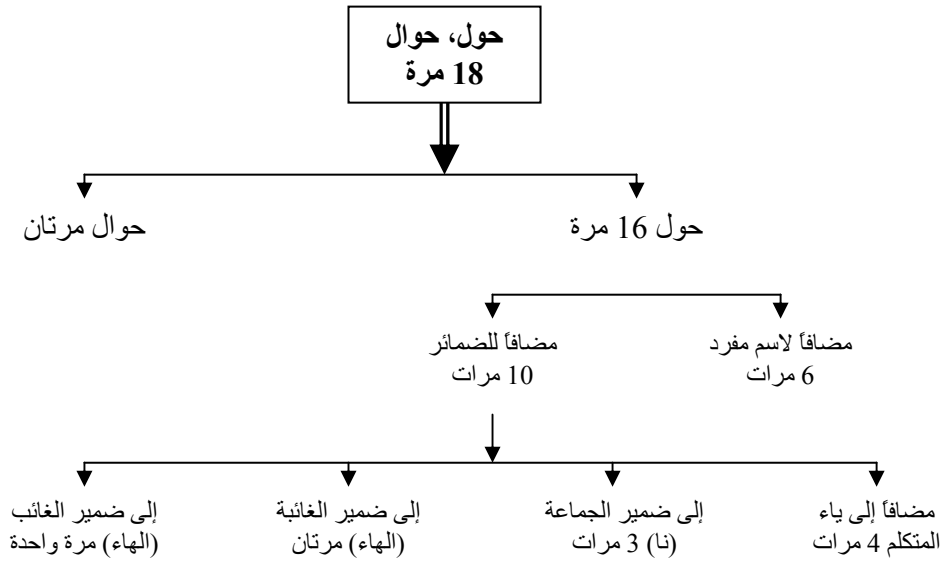 حول، حوال
18 مرة
حول 16 مرة
حوال مرتان
مضافاً لاسم مفرد
6 مرات
مضافاً للضمائر
10 مرات
مضافاً إلى ياء
المتكلم 4 مرات
إلى ضمير الجماعة
(نا) 3 مرات
إلى ضمير الغائبة
(الهاء) مرتان
إلى ضمير الغائب
(الهاء) مرة واحدة